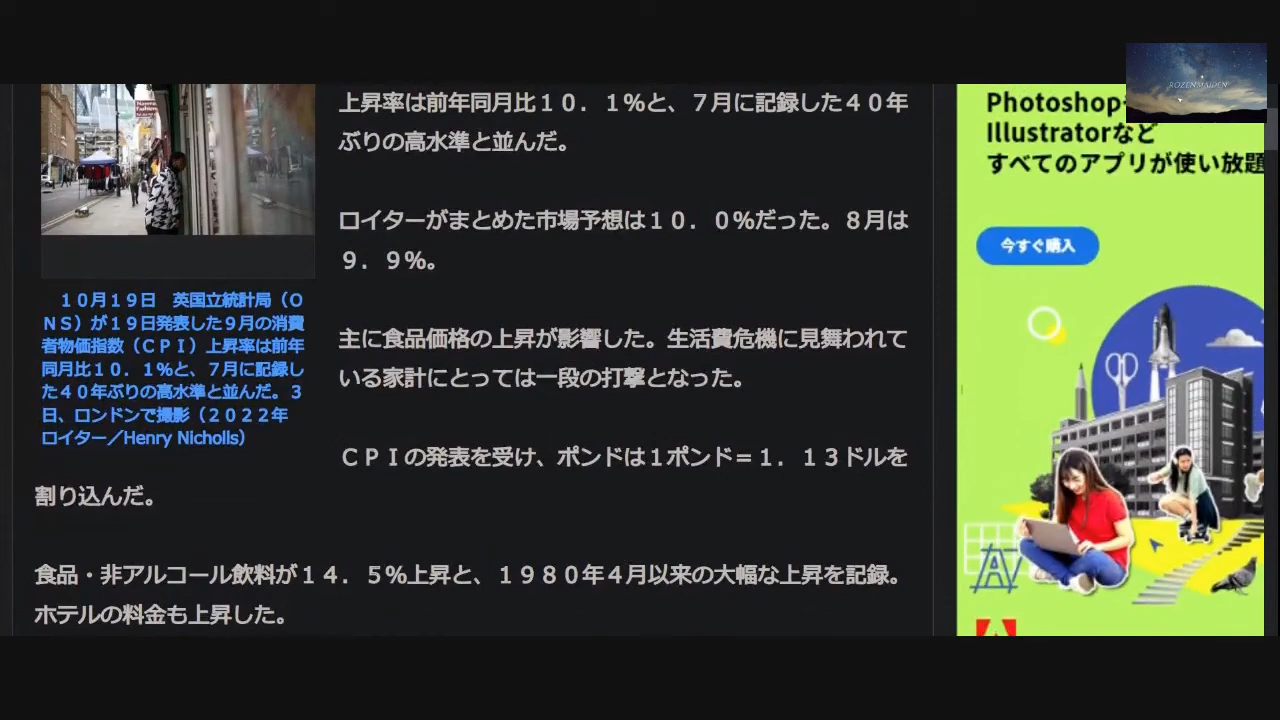 上昇率は前年同月比１０．１％と、７月に記録した４０年
ぶりの高水準と並んだ。
ロイターがまとめた市場予想は１０．０％だった。８月は
９．９％。
主に食品価格の上昇が影響した。生活費危機に見舞われて
いる家計にとっては一段の打撃となった。
ＣＰＩの発表を受け、ポンドは１ポンド＝１．１３ドルを
割り込んだ。
食品・非アルコール飲料が１４．５％上昇と、１９８０年４月以来の大幅な上昇を記録。
ホテルの料金も上昇した。
１０月１９日　英国立統計局（Ｏ
ＮＳ）が１９日発表した９月の消費
者物価指数（ＣＰＩ）上昇率は前年
同月比１０．１％と、７月に記録し
た４０年ぶりの高水準と並んだ。３
日、ロンドンで撮影（２０２２年
ロイター／Henry Nicholls）
ROZEN MAIDEN
Photoshop
Illustratorなど
すべてのアプリが使い放題
今すぐ購入